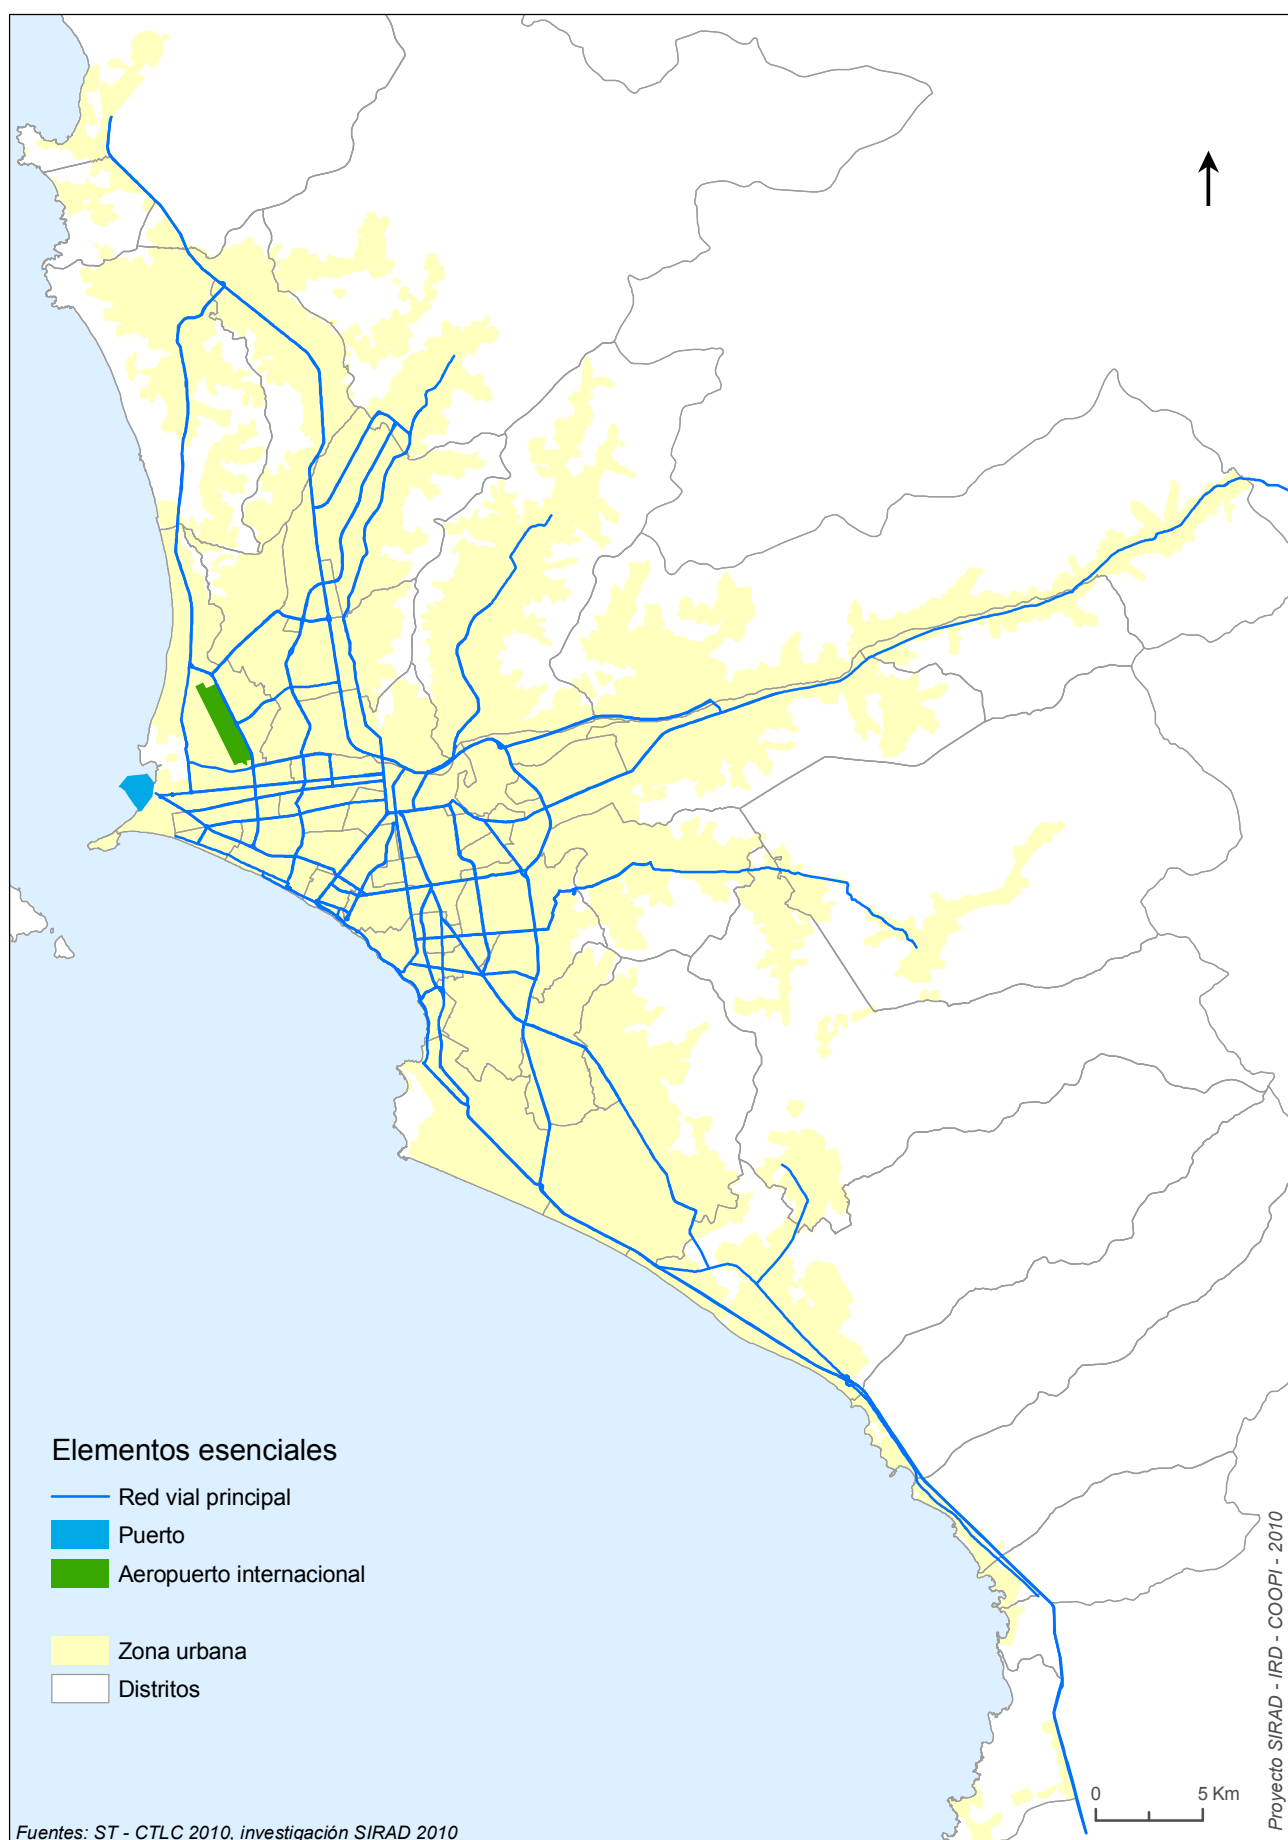 Elementos esenciales
Red vial principal
Puerto
Aeropuerto internacional
Zona urbana
Distritos
0 5 Km
Proyecto SIRAD - IRD - COOPI - 2010
Fuentes: ST - CTLC 2010, investigación SIRAD 2010